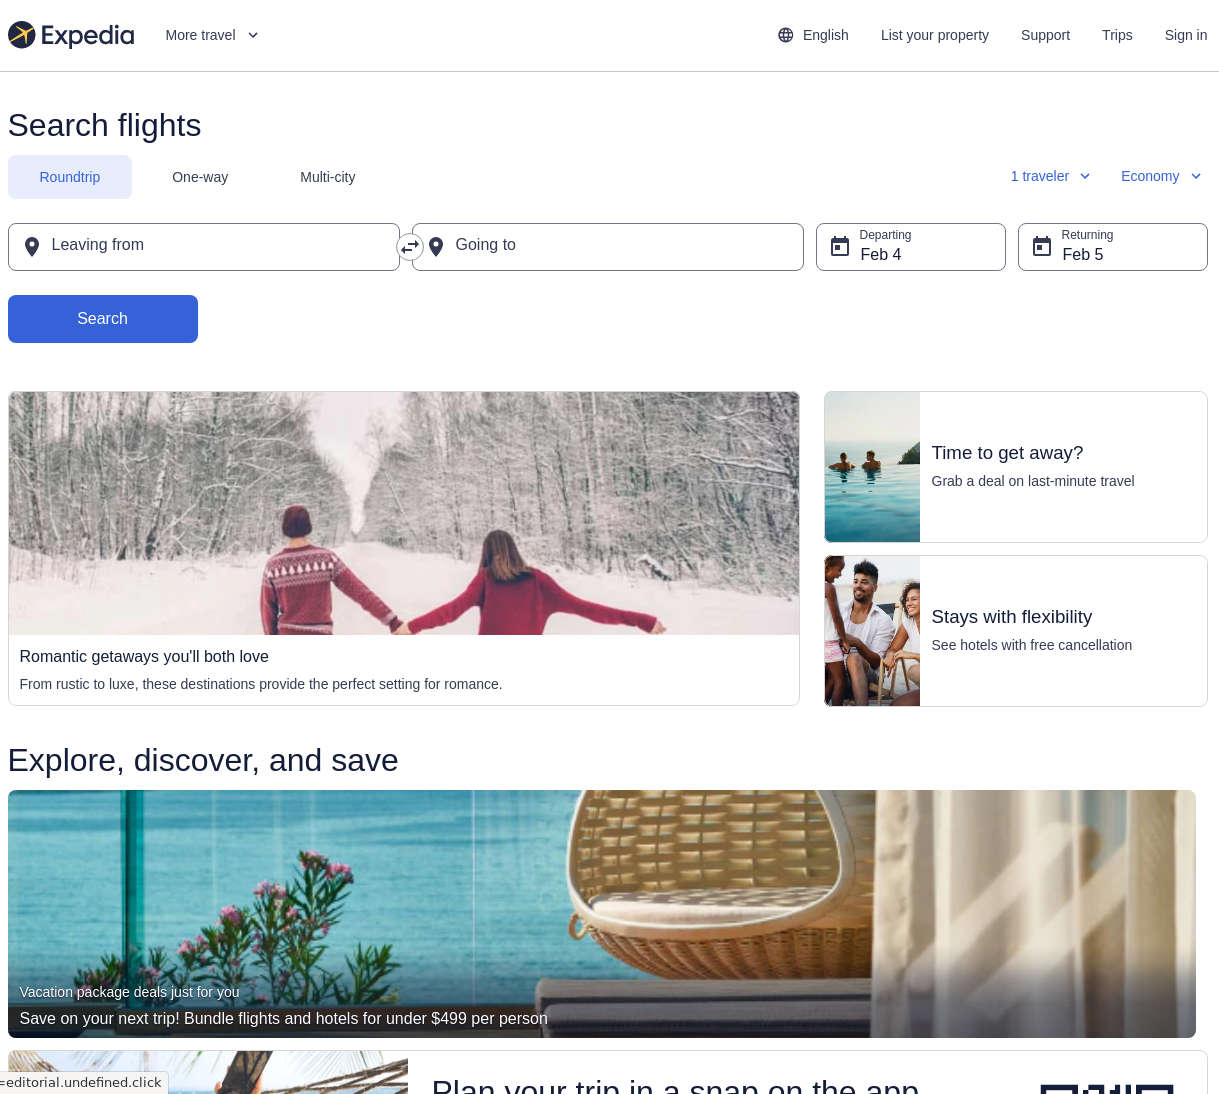 Expedia
More travel
English
List your property
Support
Trips
Sign in
Search flights
Roundtrip
One-way
Multi-city
1 traveler
Economy
Leaving from
Going to
Departing
Feb 4
Returning
Feb 5
Search
Romantic getaways you'll both love
From rustic to luxe, these destinations provide the perfect setting for romance.
Time to get away?
Grab a deal on last-minute travel
Stays with flexibility
See hotels with free cancellation
Explore, discover, and save
Vacation package deals just for you
Save on your next trip! Bundle flights and hotels for under $499 per person
=editorial.undefined.click
Plan your trip in a snap on the app